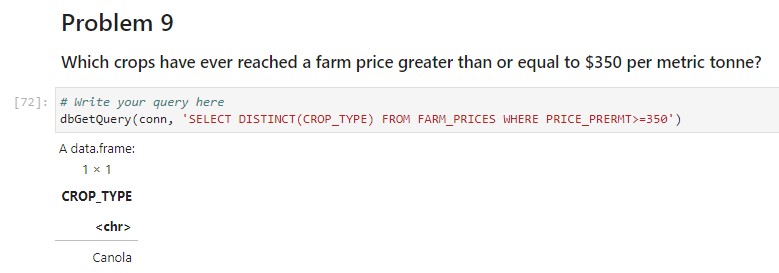 Problem 9
Which crops have ever reached a farm price greater than or equal to $350 per metric tonne?
[72]: # Write your query here
dbGetQuery(conn, 'SELECT DISTINCT(CROP_TYPE) FROM FARM_PRICES WHERE PRICE_PRERMT>=350')
A data.frame:
1 × 1
CROP_TYPE
<chr>
Canola